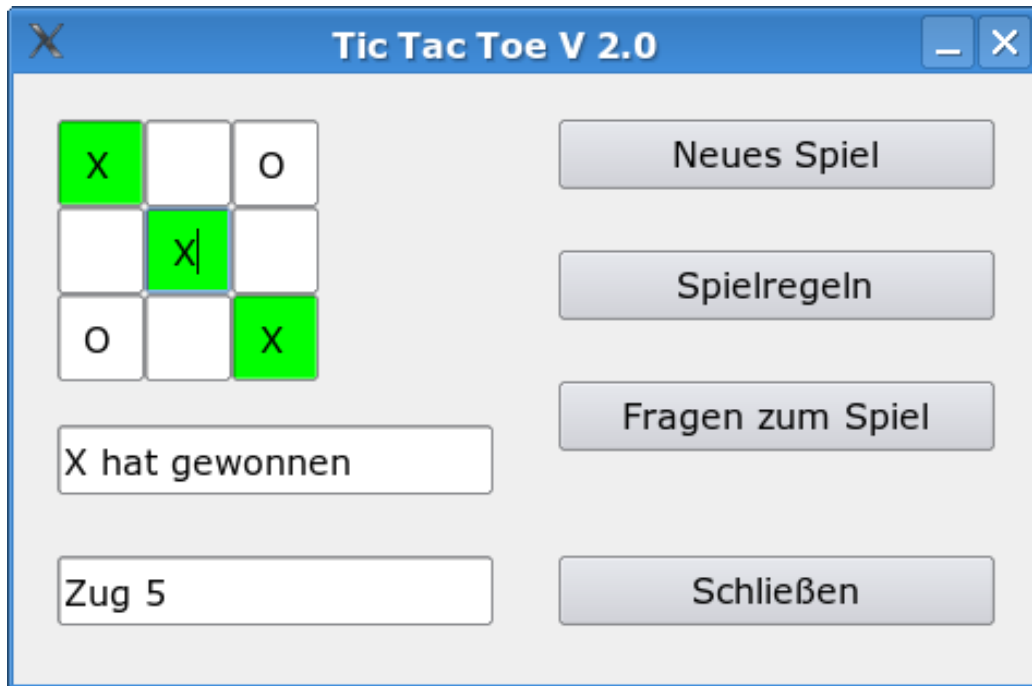 Tic Tac Toe V 2.0
X O
X
O X
X hat gewonnen
Zug 5
Neues Spiel
Spielregeln
Fragen zum Spiel
Schließen